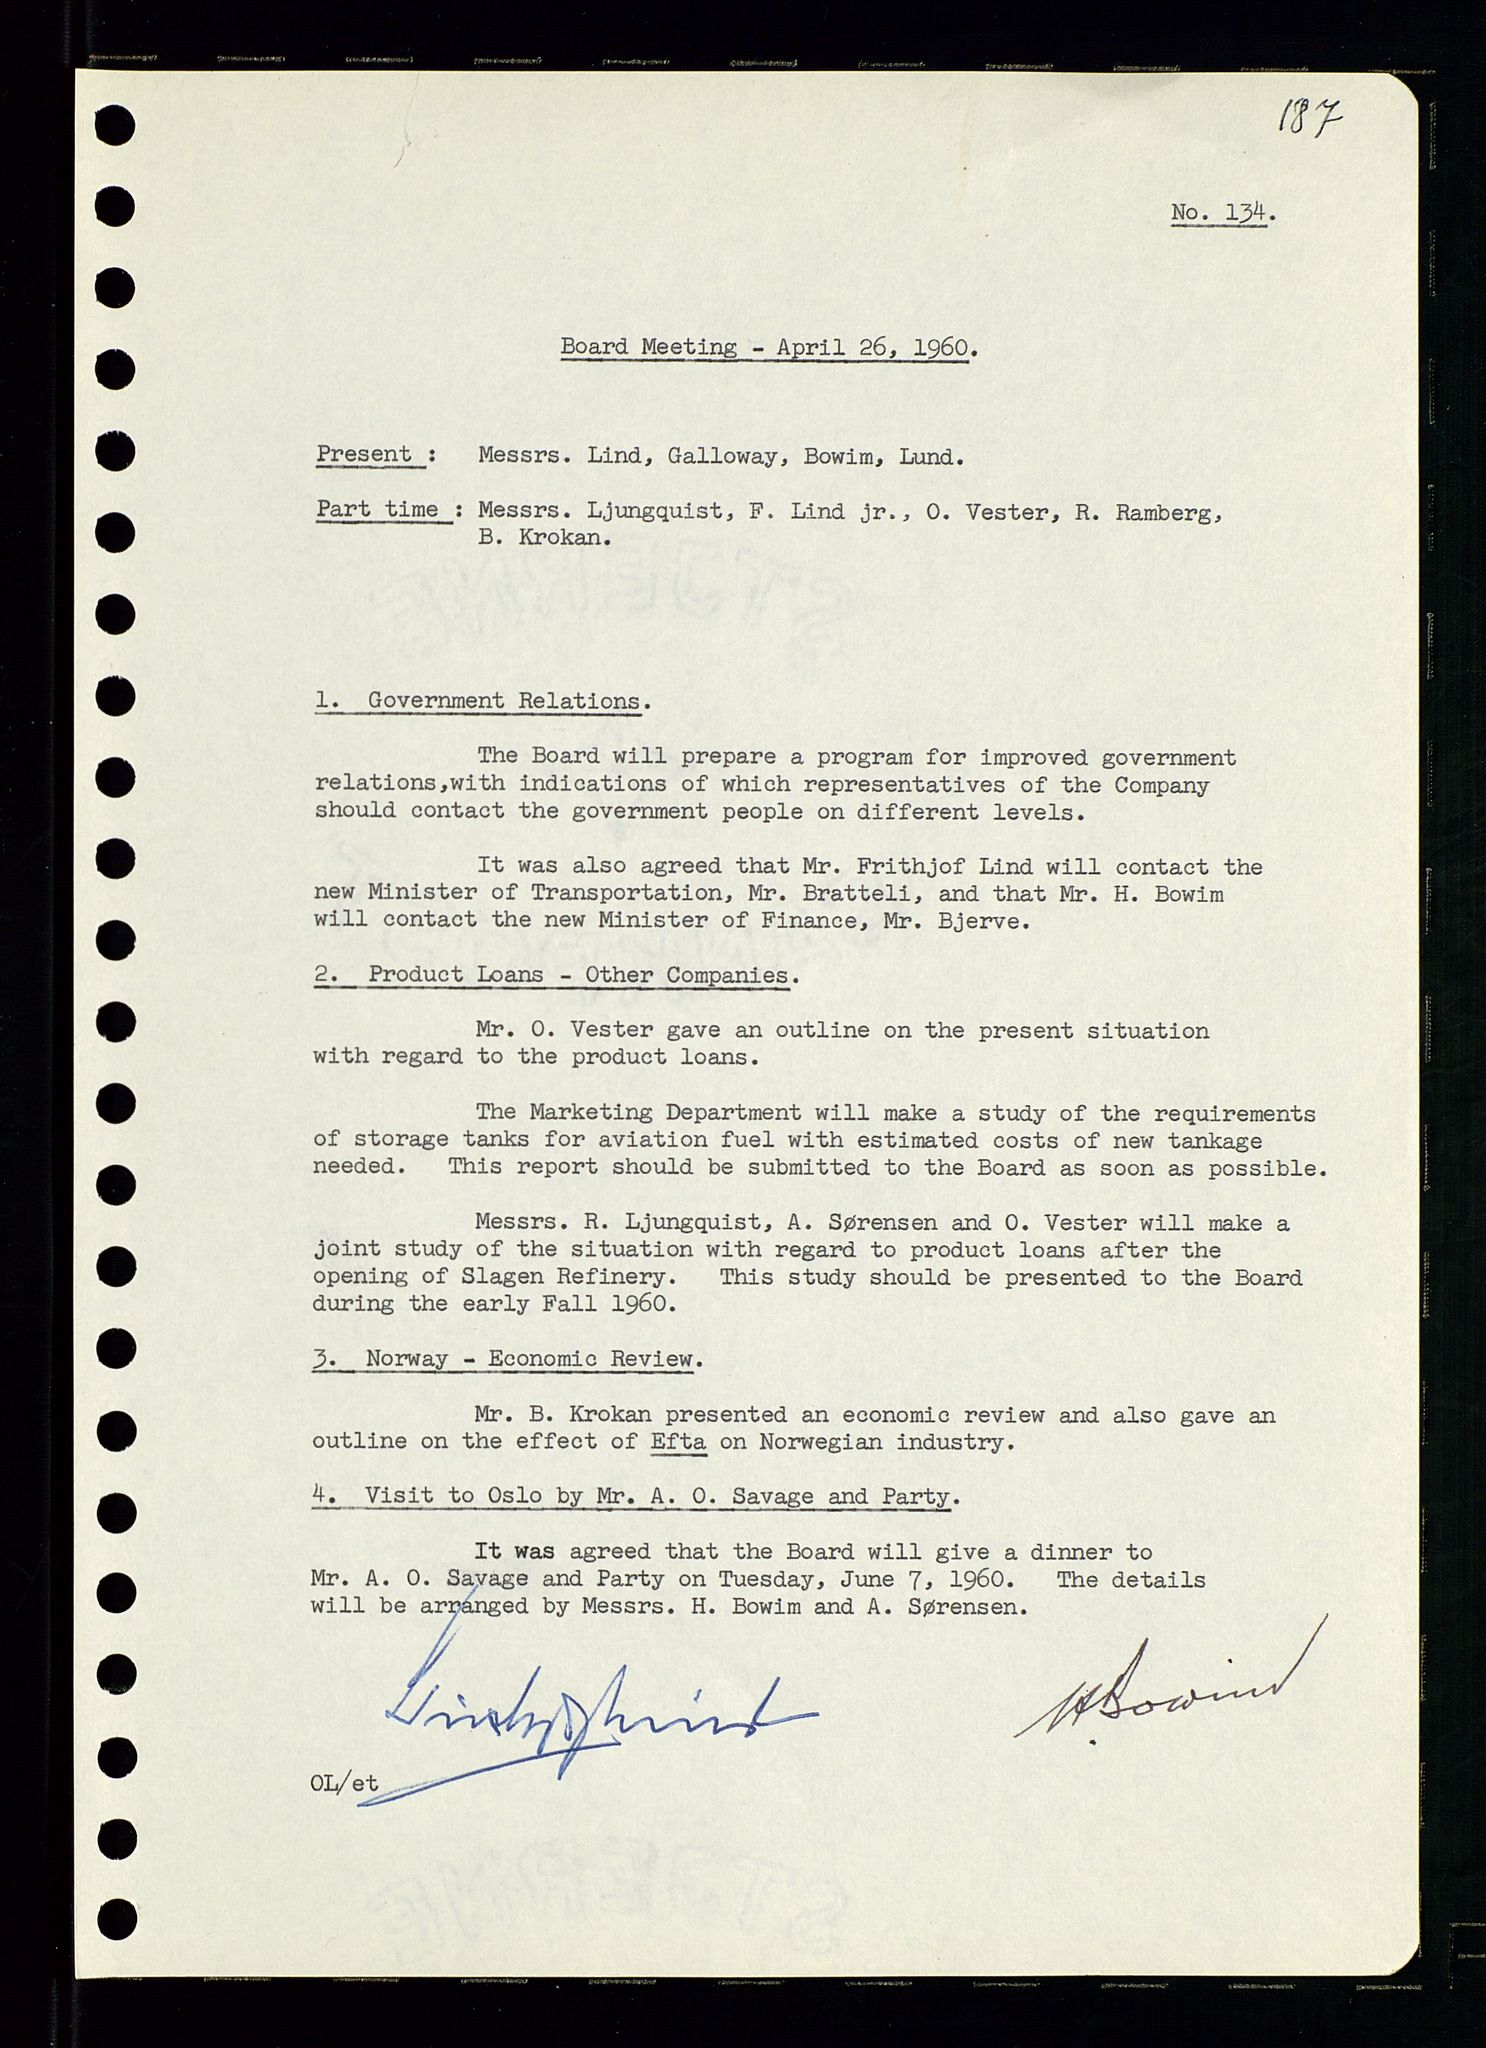 187
No. 134.
Board Meeting - April 26, 1960.
Present : Messrs. Lind, Galloway, Bowim, Lund.
Part time : Messrs. Ljungquist, F. Lind jr., O. Vester, R. Ramberg,
B. Krokan.
1. Government Relations.
The Board will prepare a program for improved government
relations,with indications of which representatives of the Company
should contact the government people on different levels.
It was also agreed that Mr. Frithjof Lind will contact the
new Minister of Transportation, Mr. Bratteli, and that Mr. H. Bowim
will contact the new Minister of Finance, Mr. Bjerve.
2. Product Loans - Other Companies.
Mr. O. Vester gave an outline on the present situation
with regard to the product loans.
The Marketing Department will make a study of the requirements
of storage tanks for aviation fuel with estimated costs of new tankage
needed. This report should be submitted to the Board as soon as possible.
Messrs. R. Ljungquist, A. Sørensen and O. Vester will make a
joint study of the situation with regard to product loans after the
opening of Slagen Refinery. This study should be presented to the Board
during the early Fall 1960.
3. Norway - Economic Review.
Mr. B. Krokan presented an economic review and also gave an
outline on the effect of Efta on Norwegian industry.
4. Visit to Oslo by Mr. A. O. Savage and Party.
It was agreed that the Board will give a dinner to
Mr. A. O. Savage and Party on Tuesday, June 7, 1960. The details
will be arranged by Messrs. H. Bowim and A. Sørensen.
HBowim
OL/et